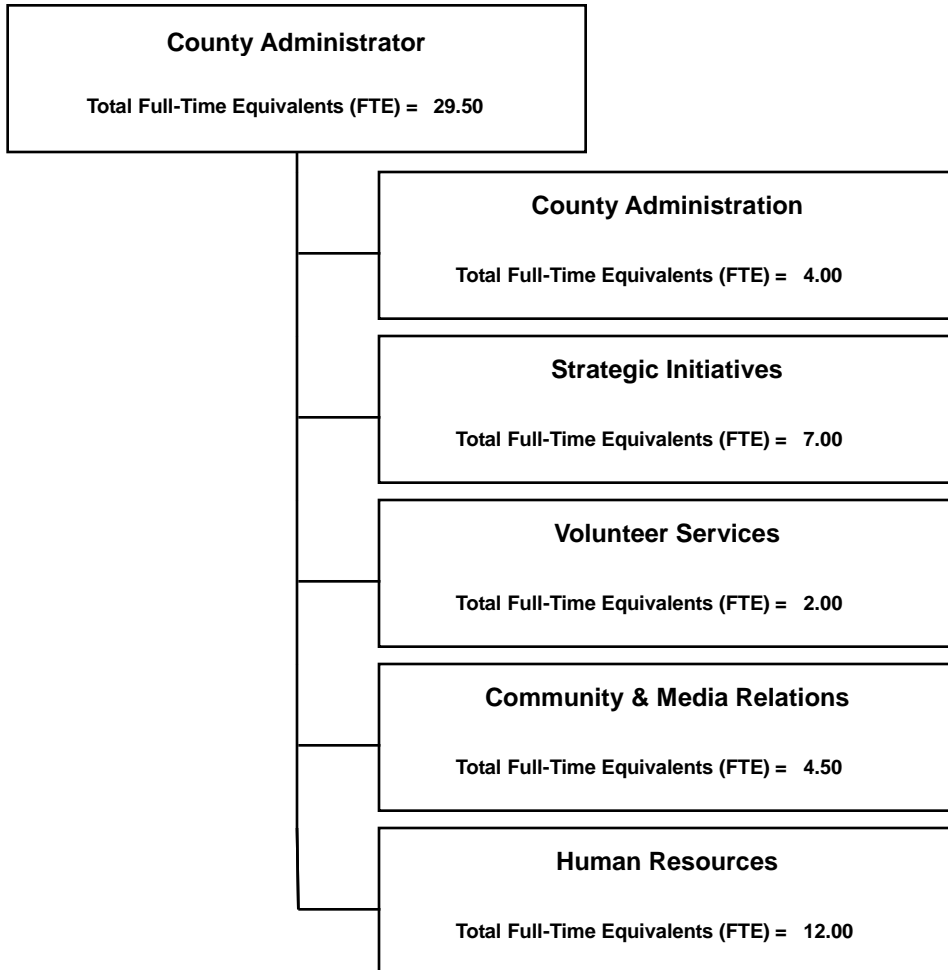 County Administrator
Total Full-Time Equivalents (FTE) = 29.50
County Administration
Total Full-Time Equivalents (FTE) = 4.00
Strategic Initiatives
Total Full-Time Equivalents (FTE) = 7.00
Volunteer Services
Total Full-Time Equivalents (FTE) = 2.00
Community & Media Relations
Total Full-Time Equivalents (FTE) = 4.50
Human Resources
Total Full-Time Equivalents (FTE) = 12.00